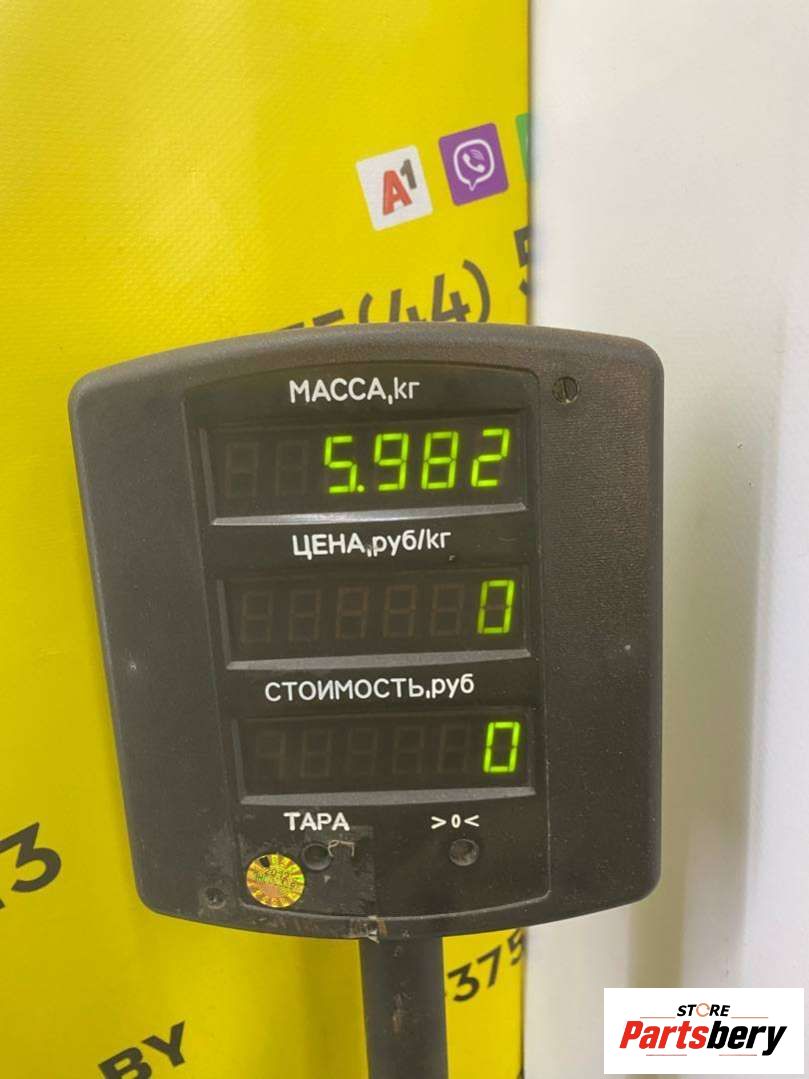 A1
(44) 5
МАССА,кг
5.982
ЦЕНА,руб/кг
0
СТОИМОСТЬ,руб
0
ТАРА >0<
3
375
BY
STORE
Partsbery